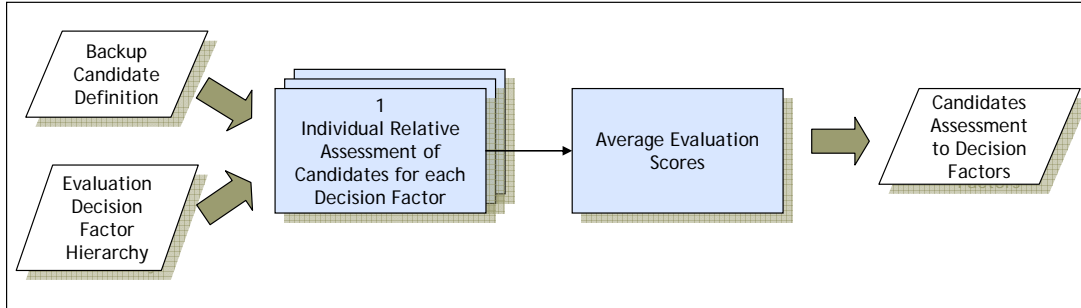 Backup
Candidate
Definition
Evaluation
Decision
Factor
Hierarchy
1
Individual Relative
Assessment of
Candidates for each
Decision Factor
Average Evaluation
Scores
Candidates
Assessment
to Decision
Factors